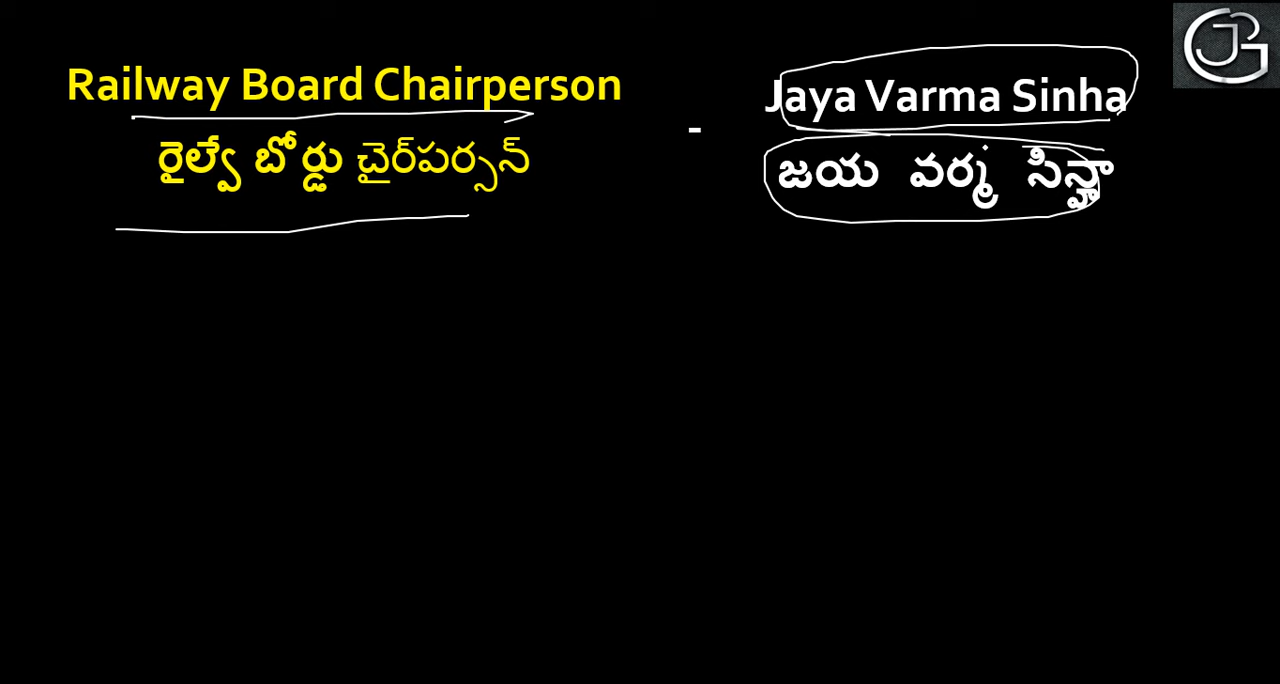 Railway Board Chairperson - Jaya Varma Sinha
రైల్వే బోర్డు చైర్‌పర్సన్ జయ వర్మ సిన్హా